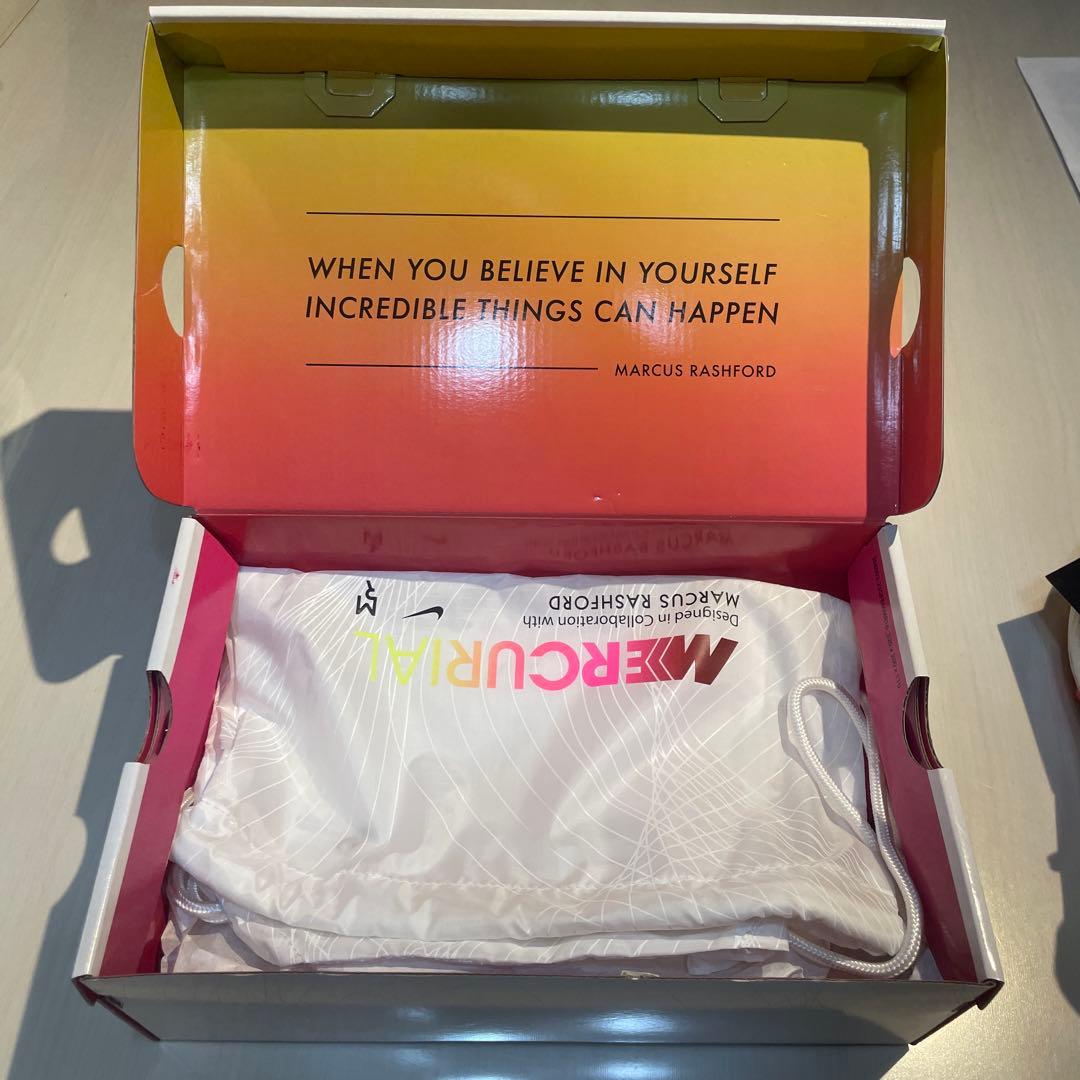 WHEN YOU BELIEVE IN YOURSELF
INCREDIBLE THINGS CAN HAPPEN
MARCUS RASHFORD
MERCURIAL
Designed in Collaboration with
MARCUS RASHFORD